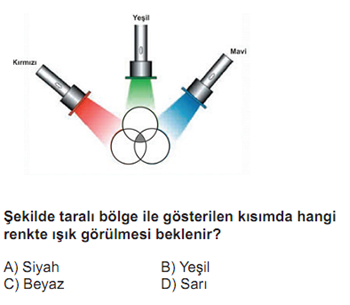 Yeşil
Kırmızı
Mavi
Şekilde taralı bölge ile gösterilen kısımda hangi
renkte ışık görülmesi beklenir?
A) Siyah B) Yeşil
C) Beyaz D) Sarı